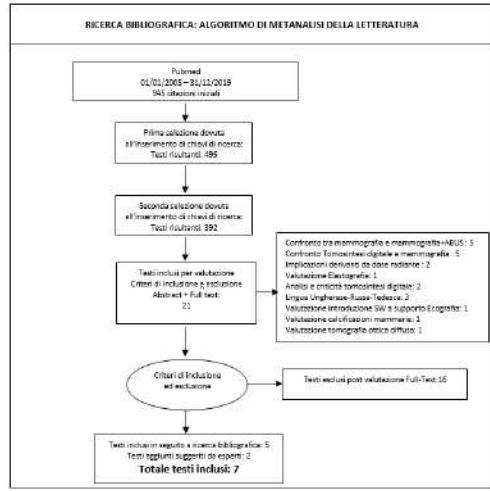 RICERCA BIBLIOGRAFICA: ALGORITMO DI METANALISI DELLA LETTERATURA
Pubmed
01/01/2005 – 31/12/2019
945 citazioni iniziali
Prima selezione dovuta
all'inserimento di chiavi di ricerca:
Testi risultanti: 496
Seconda selezione dovuta
all'inserimento di chiavi di ricerca:
Testi risultanti: 392
Testi inclusi per valutazione
Criteri di inclusione e esclusione
Abstract + Full text:
21
Confronto tra mammografia e mammografia+ABUS : 5
Confronto Tomosintesi digitale e mammografia : 5
Implicazioni derivanti da dose radiante : 2
Valutazione Elastografia: 1
Analisi e criticità tomosintesi digitale: 2
Lingua Ungherese-Russa-Tedesca: 3
Valutazione introduzione SW a supporto Ecografia: 1
Valutazione calcificazioni mammarie: 1
Valutazione tomografia ottica diffusa: 1
Criteri di inclusione
ed esclusione
Testi esclusi post valutazione Full-Text: 16
Testi inclusi in seguito a ricerca bibliografica: 5
Testi aggiunti suggeriti da esperti: 2
Totale testi inclusi: 7